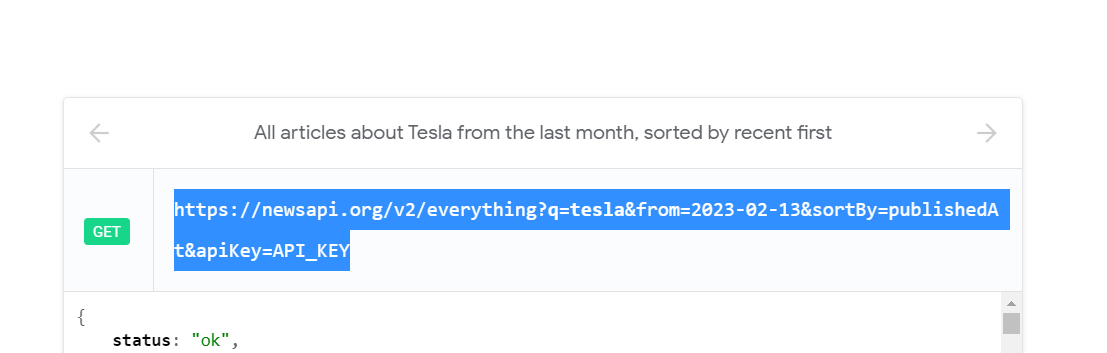 All articles about Tesla from the last month, sorted by recent first
GET
https://newsapi.org/v2/everything?q=tesla&from=2023-02-13&sortBy=publishedA
t&apiKey=API_KEY
{
status: "ok",